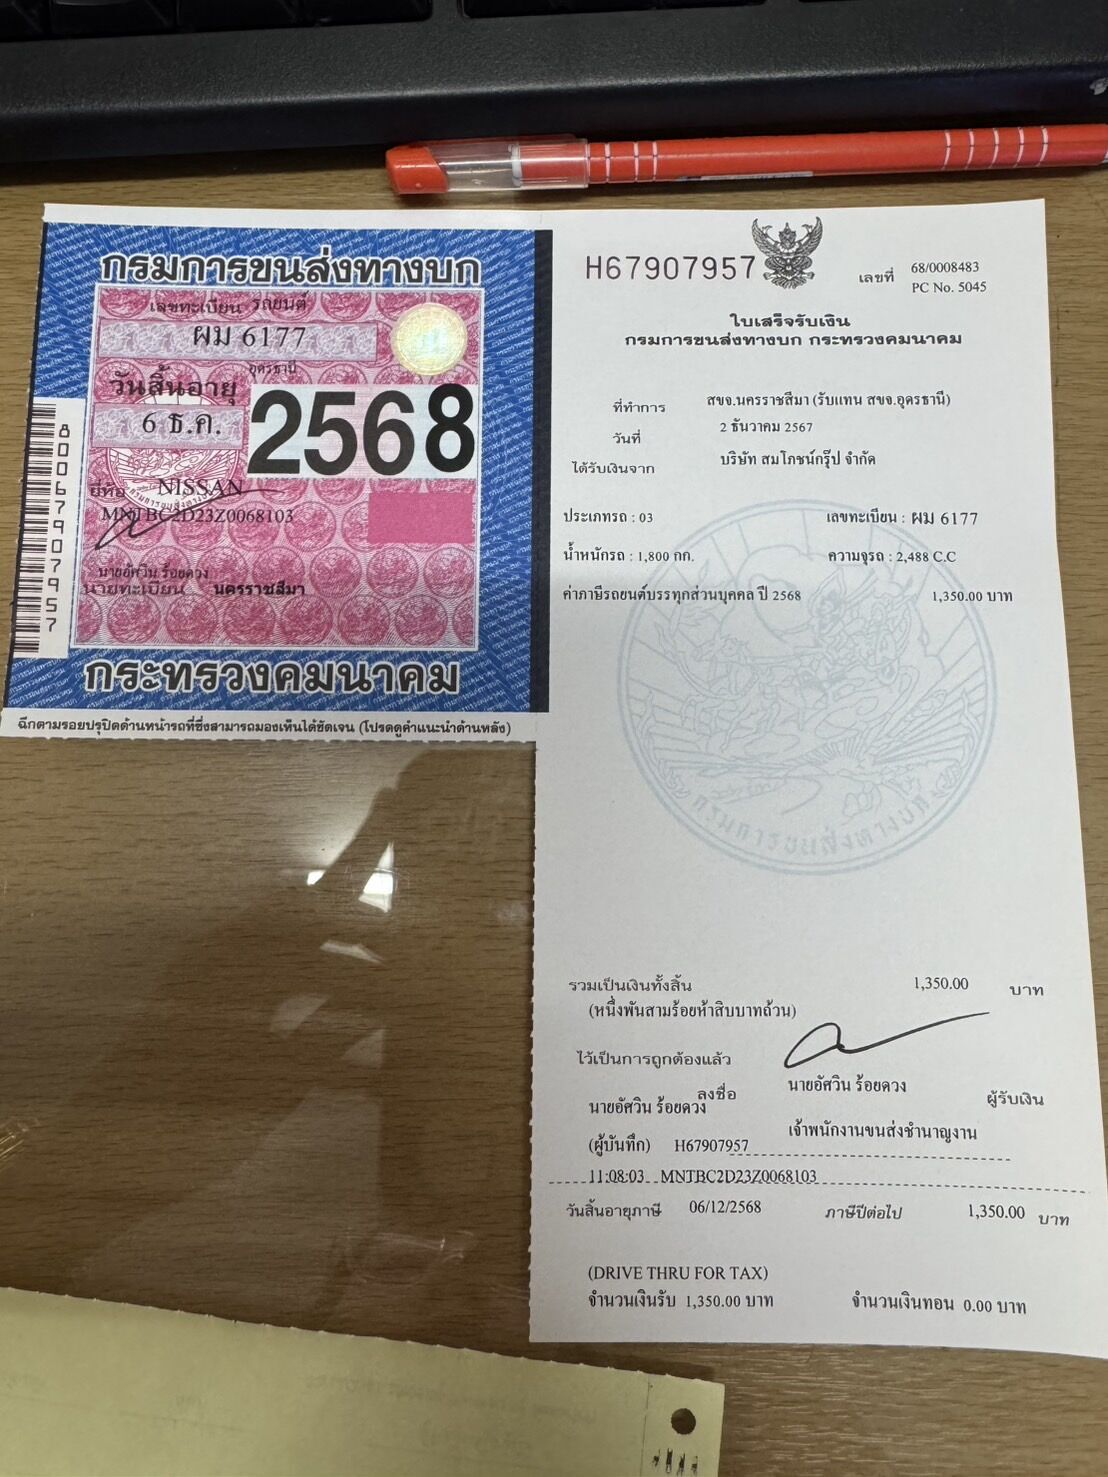 กรมการขนส่งทางบก
เลขทะเบียน รถยนต์
ผม 6177
อุดรธานี
วันสิ้นอายุ
6 ธ.ค.
2568
ยี่ห้อ NISSAN
MNTBC2D23Z0068103
นายอัศวิน ร้อยดวง
นายทะเบียน นครราชสีมา
80067907957
กระทรวงคมนาคม
ฉีกตามรอยปรุปิดด้านหน้ารถที่ซึ่งสามารถมองเห็นได้ชัดเจน (โปรดดูคำแนะนำด้านหลัง)
H67907957
เลขที่ 68/0008483
PC No. 5045
ใบเสร็จรับเงิน
กรมการขนส่งทางบก กระทรวงคมนาคม
ที่ทำการ สขจ.นครราชสีมา (รับแทน สขจ.อุดรธานี)
วันที่ 2 ธันวาคม 2567
ได้รับเงินจาก บริษัท สมโภชน์กรุ๊ป จำกัด
ประเภทรถ : 03 เลขทะเบียน : ผม 6177
น้ำหนักรถ : 1,800 กก. ความจุรถ : 2,488 C.C
ค่าภาษีรถยนต์บรรทุกส่วนบุคคล ปี 2568 1,350.00 บาท
กรมการขนส่งทางบก
รวมเป็นเงินทั้งสิ้น 1,350.00 บาท
(หนึ่งพันสามร้อยห้าสิบบาทถ้วน)
ไว้เป็นการถูกต้องแล้ว
ลงชื่อ นายอัศวิน ร้อยดวง ผู้รับเงิน
นายอัศวิน ร้อยดวง
เจ้าพนักงานขนส่งชำนาญงาน
(ผู้บันทึก) H67907957
11:08:03 MNTBC2D23Z0068103
วันสิ้นอายุภาษี 06/12/2568 ภาษีปีต่อไป 1,350.00 บาท
(DRIVE THRU FOR TAX)
จำนวนเงินรับ 1,350.00 บาท จำนวนเงินทอน 0.00 บาท